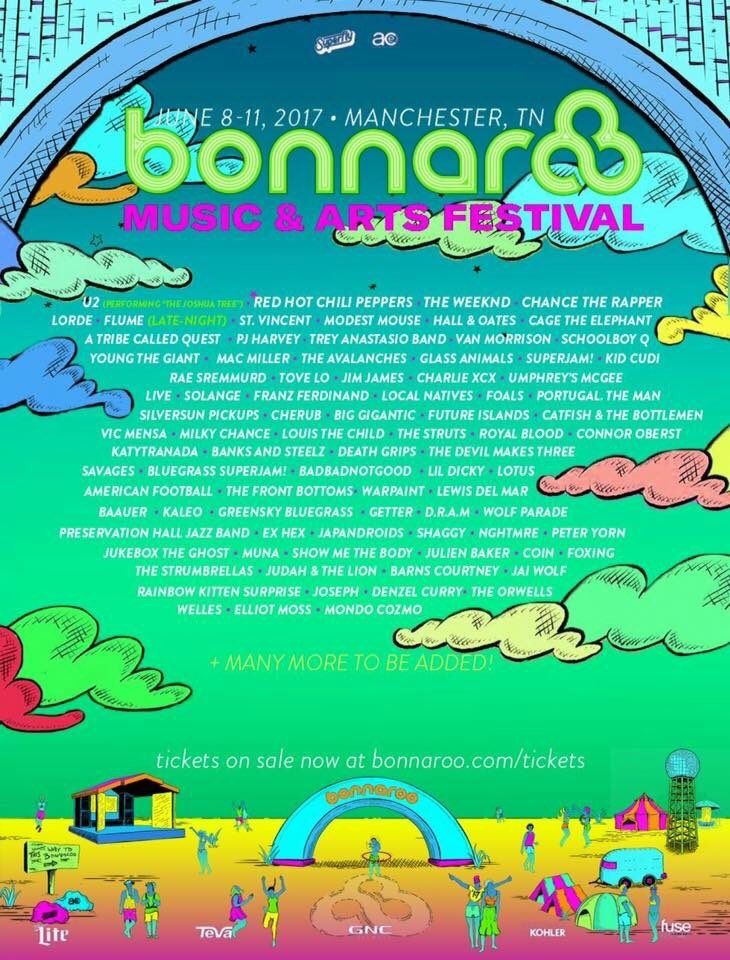 Superfly ac
JUNE 8-11, 2017 • MANCHESTER, TN
bonnaroo
MUSIC & ARTS FESTIVAL
U2 (PERFORMING "THE JOSHUA TREE") • RED HOT CHILI PEPPERS • THE WEEKND • CHANCE THE RAPPER
LORDE • FLUME (LATE-NIGHT) • ST. VINCENT • MODEST MOUSE • HALL & OATES • CAGE THE ELEPHANT
A TRIBE CALLED QUEST • PJ HARVEY • TREY ANASTASIO BAND • VAN MORRISON • SCHOOLBOY Q
YOUNG THE GIANT • MAC MILLER • THE AVALANCHES • GLASS ANIMALS • SUPERJAM! • KID CUDI
RAE SREMMURD • TOVE LO • JIM JAMES • CHARLIE XCX • UMPHREY'S MCGEE
LIVE • SOLANGE • FRANZ FERDINAND • LOCAL NATIVES • FOALS • PORTUGAL. THE MAN
SILVERSUN PICKUPS • CHERUB • BIG GIGANTIC • FUTURE ISLANDS • CATFISH & THE BOTTLEMEN
VIC MENSA • MILKY CHANCE • LOUIS THE CHILD • THE STRUTS • ROYAL BLOOD • CONNOR OBERST
KATYTRANADA • BANKS AND STEELZ • DEATH GRIPS • THE DEVIL MAKES THREE
SAVAGES • BLUEGRASS SUPERJAM! • BADBADNOTGOOD • LIL DICKY • LOTUS
AMERICAN FOOTBALL • THE FRONT BOTTOMS • WARPAINT • LEWIS DEL MAR
BAAUER • KALEO • GREENSKY BLUEGRASS • GETTER • D.R.A.M • WOLF PARADE
PRESERVATION HALL JAZZ BAND • EX HEX • JAPANDROIDS • SHAGGY • NGHTMRE • PETER YORN
JUKEBOX THE GHOST • MUNA • SHOW ME THE BODY • JULIEN BAKER • COIN • FOXING
THE STRUMBRELLAS • JUDAH & THE LION • BARNS COURTNEY • JAI WOLF
RAINBOW KITTEN SURPRISE • JOSEPH • DENZEL CURRY • THE ORWELLS
WELLES • ELLIOT MOSS • MONDO COZMO
+ MANY MORE TO BE ADDED!
tickets on sale now at bonnaroo.com/tickets
bonnaroo
WAY TO
BONNAROO
ac
Lite Teva GNC KOHLER fuse